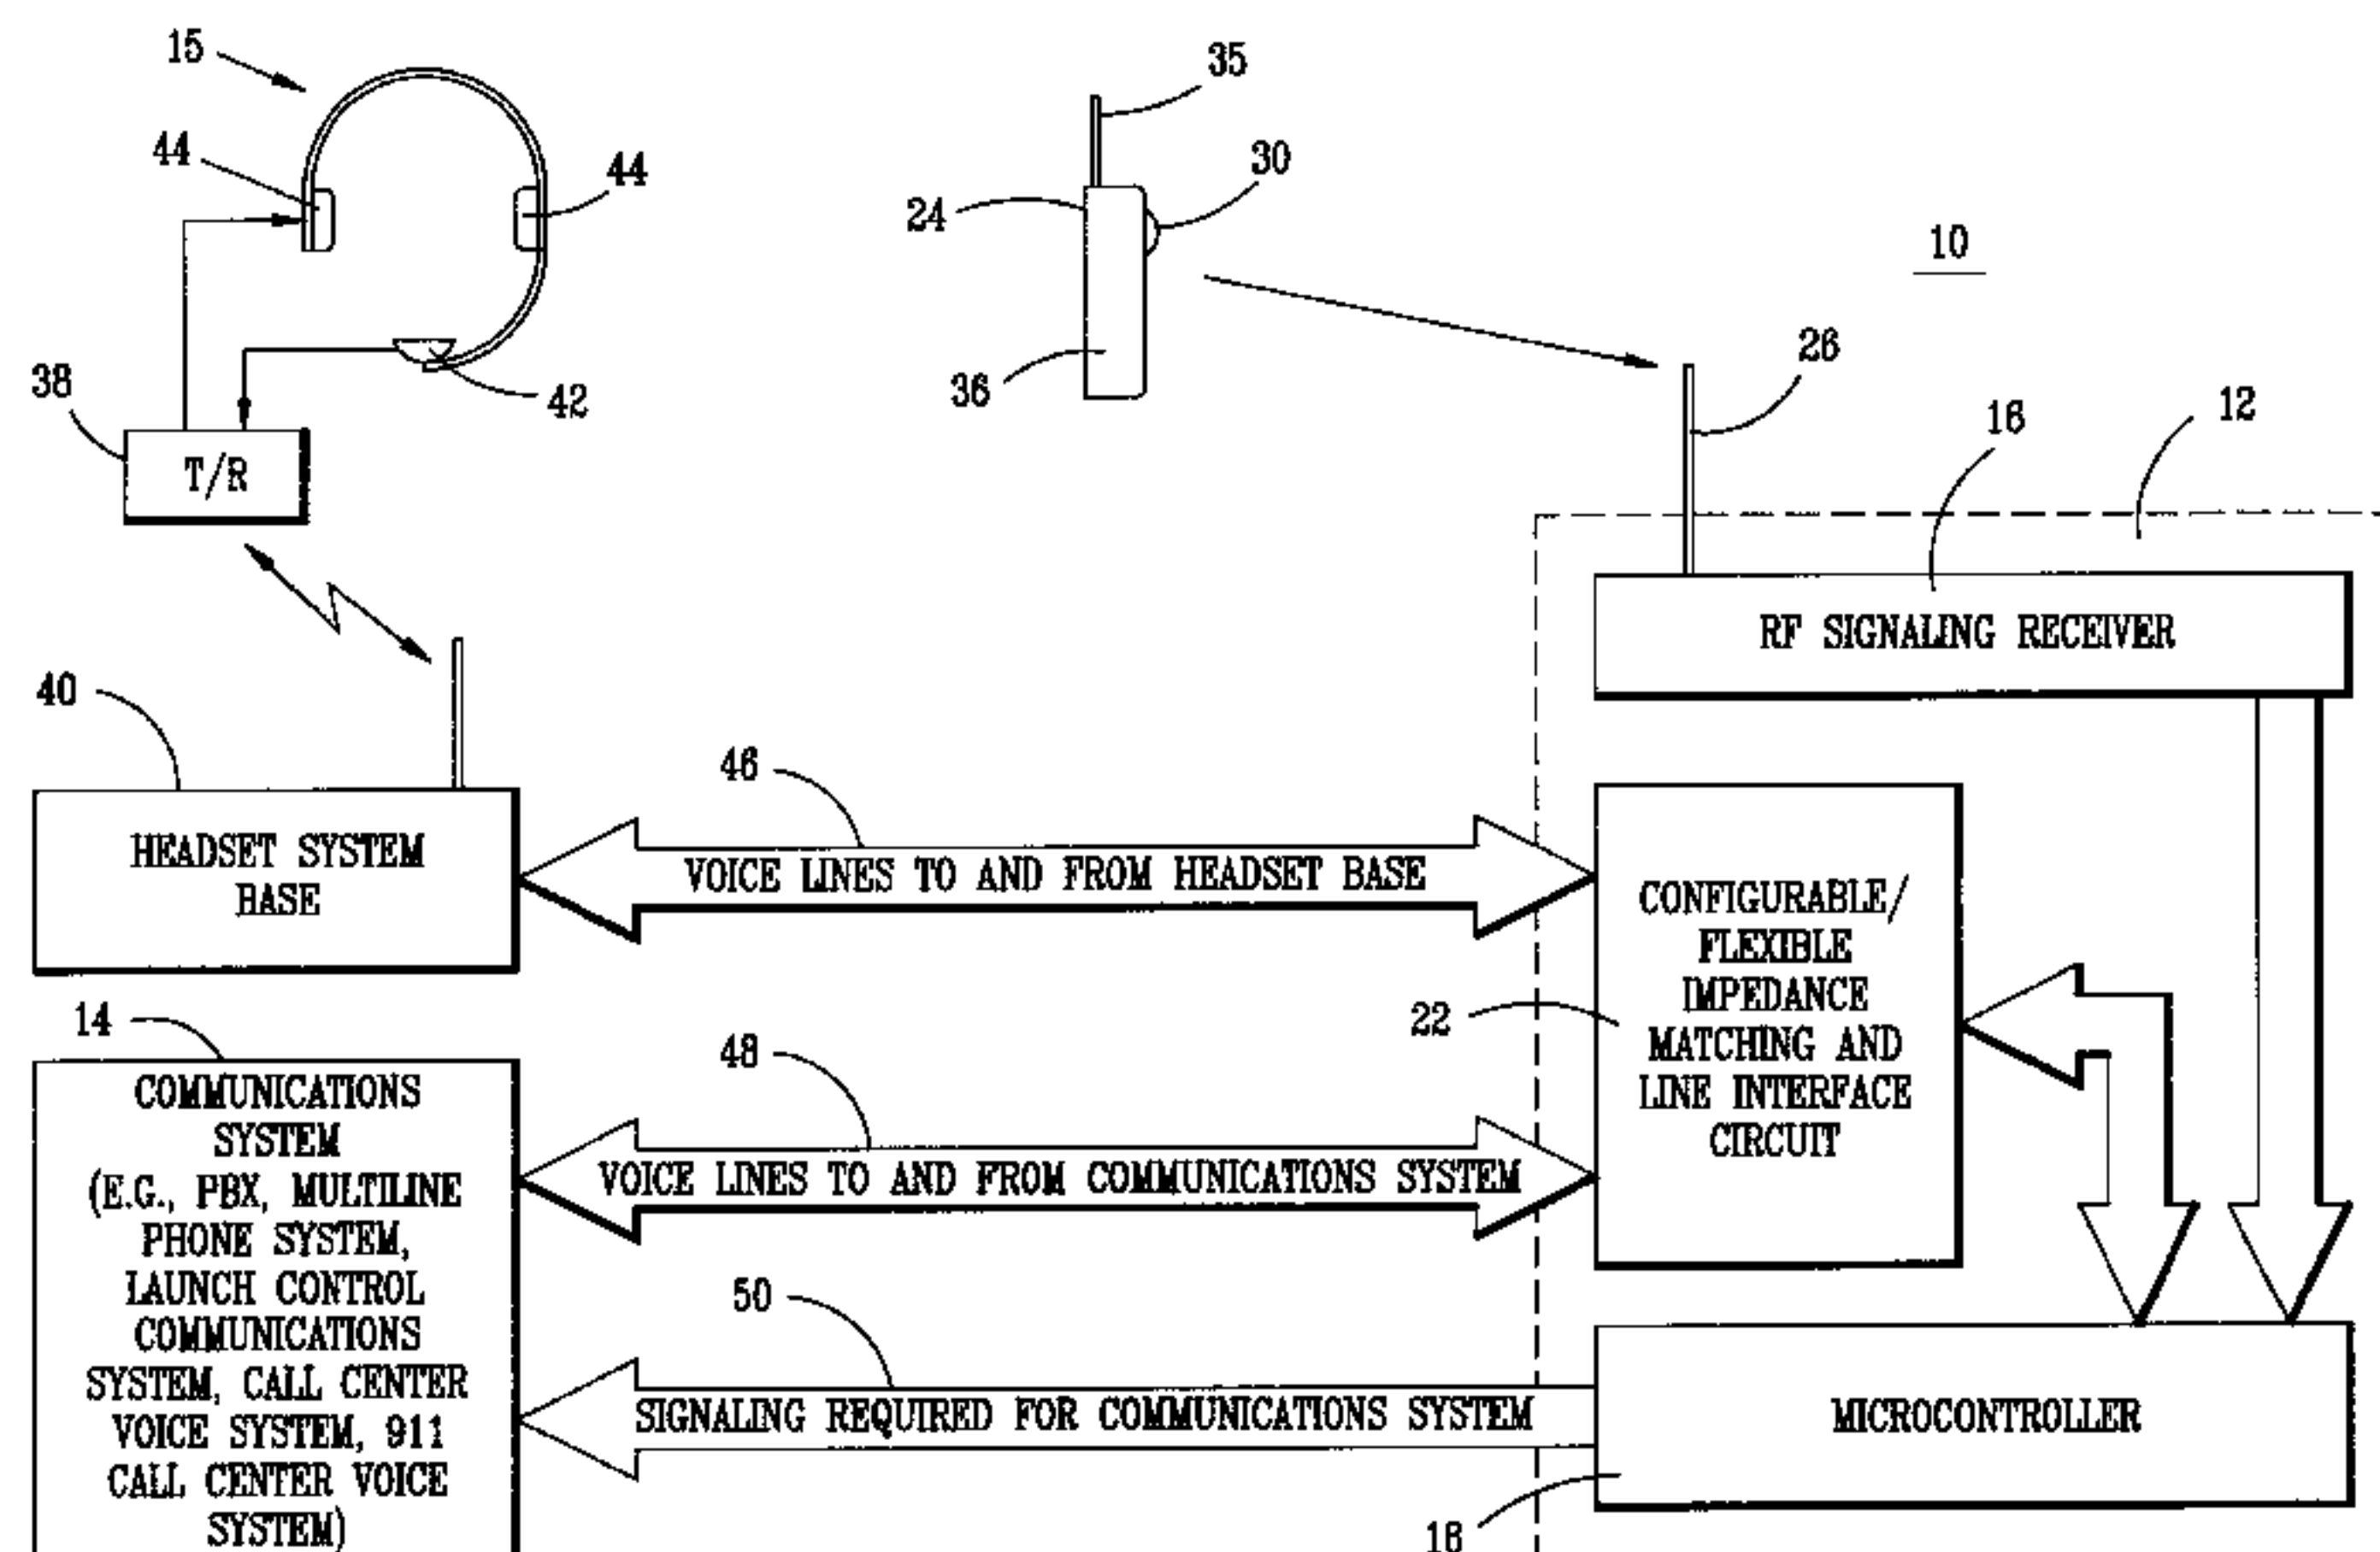 15
35
44
44
30
24
10
36
26
38
42
16
12
T/R
RF SIGNALING RECEIVER
40
46
HEADSET SYSTEM
BASE
VOICE LINES TO AND FROM HEADSET BASE
CONFIGURABLE/
FLEXIBLE
IMPEDANCE
MATCHING AND
LINE INTERFACE
CIRCUIT
22
14
48
COMMUNICATIONS
SYSTEM
(E.G., PBX, MULTILINE
PHONE SYSTEM,
LAUNCH CONTROL
COMMUNICATIONS
SYSTEM, CALL CENTER
VOICE SYSTEM, 911
CALL CENTER VOICE
SYSTEM)
VOICE LINES TO AND FROM COMMUNICATIONS SYSTEM
50
SIGNALING REQUIRED FOR COMMUNICATIONS SYSTEM
MICROCONTROLLER
18